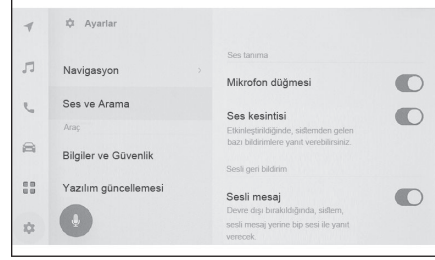 Ayarlar
Navigasyon
Ses ve Arama
Araç
Bilgiler ve Güvenlik
Yazılım güncellemesi
Ses tanıma
Mikrofon düğmesi
Ses kesintisi
Etkinleştirildiğinde, sistemden gelen
bazı bildirimlere yanıt verebilirsiniz.
Sesli geri bildirim
Sesli mesaj
Devre dışı bırakıldığında, sistem,
sesli mesaj yerine bip sesi ile yanıt
verecek.